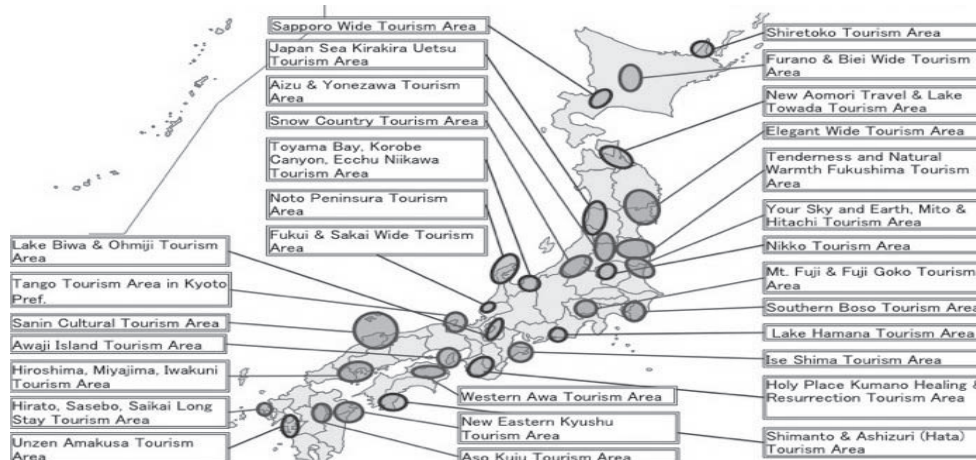 Sapporo Wide Tourism Area
Japan Sea Kirakira Uetsu
Tourism Area
Aizu & Yonezawa Tourism
Area
Snow Country Tourism Area
Toyama Bay, Korobe
Canyon, Ecchu Niikawa
Tourism Area
Noto Peninsura Tourism
Area
Fukui & Sakai Wide Tourism
Area
Lake Biwa & Ohmiji Tourism
Area
Tango Tourism Area in Kyoto
Pref.
Sanin Cultural Tourism Area
Awaji Island Tourism Area
Hiroshima, Miyajima, Iwakuni
Tourism Area
Hirato, Sasebo, Saikai Long
Stay Tourism Area
Unzen Amakusa Tourism
Area
Shiretoko Tourism Area
Furano & Biei Wide Tourism
Area
New Aomori Travel & Lake
Towada Tourism Area
Elegant Wide Tourism Area
Tenderness and Natural
Warmth Fukushima Tourism
Area
Your Sky and Earth, Mito &
Hitachi Tourism Area
Nikko Tourism Area
Mt. Fuji & Fuji Goko Tourism
Area
Southern Boso Tourism Area
Lake Hamana Tourism Area
Ise Shima Tourism Area
Holy Place Kumano Healing &
Resurrection Tourism Area
Shimanto & Ashizuri (Hata)
Tourism Area
Western Awa Tourism Area
New Eastern Kyushu
Tourism Area
Aso Kuju Tourism Area